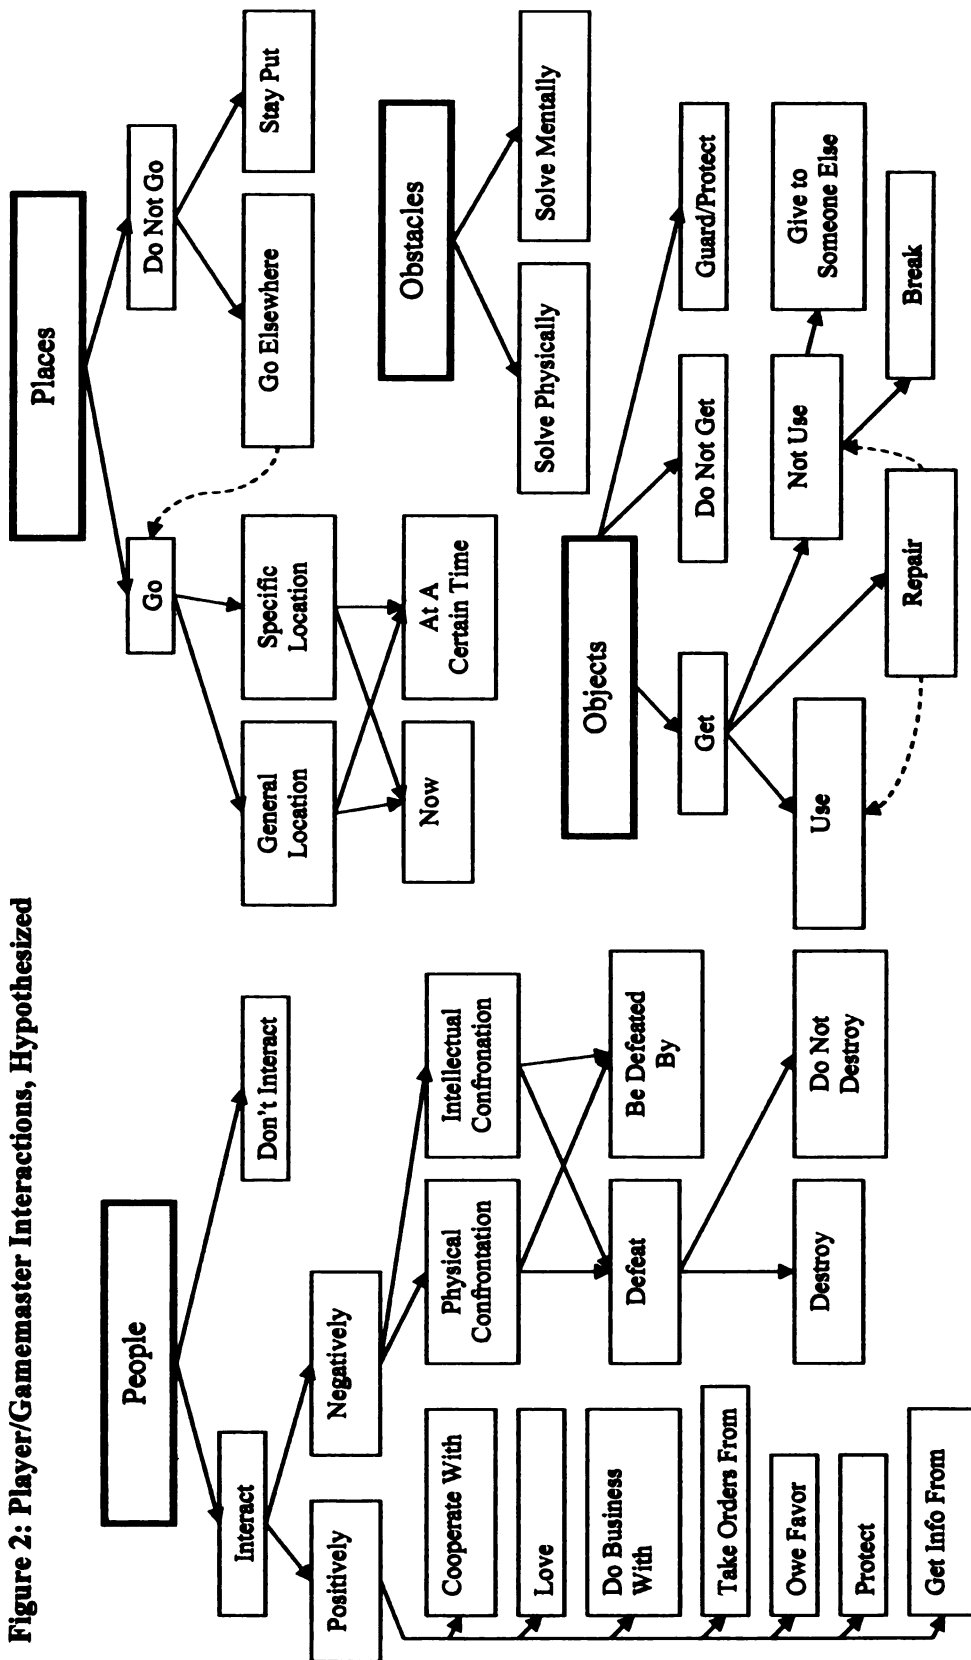 Figure 2: Player/Gamemaster Interactions, Hypothesized
People
Interact
Don't Interact
Positively
Negatively
Cooperate With
Love
Do Business
With
Take Orders From
Owe Favor
Protect
Get Info From
Physical
Confrontation
Intellectual
Confronation
Defeat
Be Defeated
By
Destroy
Do Not
Destroy
Places
Go
Do Not Go
General
Location
Specific
Location
Go Elsewhere
Stay Put
Now
At A
Certain Time
Obstacles
Solve Physically
Solve Mentally
Objects
Get
Do Not Get
Guard/Protect
Use
Not Use
Give to
Someone Else
Repair
Break